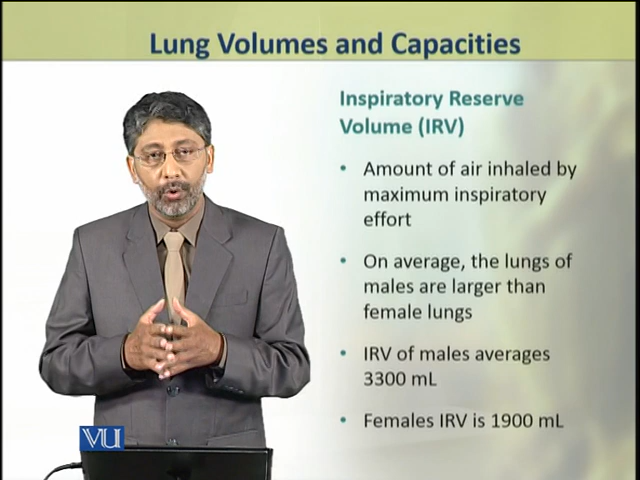 Lung Volumes and Capacities
Inspiratory Reserve
Volume (IRV)
• Amount of air inhaled by
maximum inspiratory
effort
• On average, the lungs of
males are larger than
female lungs
• IRV of males averages
3300 mL
• Females IRV is 1900 mL
VU